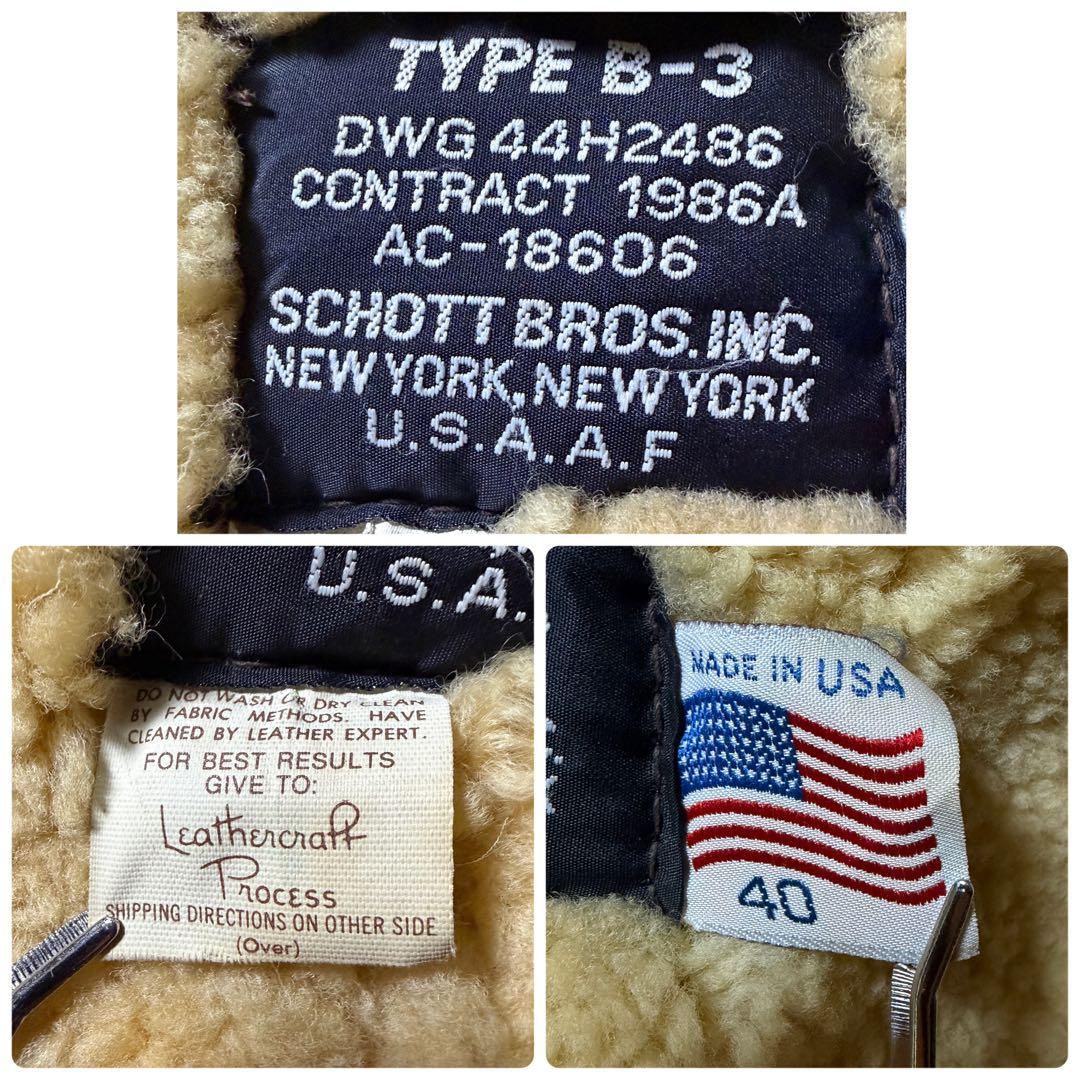 TYPE B-3
DWG 44H2486
CONTRACT 1986A
AC-18606
SCHOTT BROS. INC.
NEW YORK, NEW YORK
U.S.A.A.F
U.S.A.
DO NOT WASH OR DRY CLEAN
BY FABRIC METHODS. HAVE
CLEANED BY LEATHER EXPERT.
FOR BEST RESULTS
GIVE TO:
Leathercraft
Process
SHIPPING DIRECTIONS ON OTHER SIDE
(Over)
MADE IN USA
40